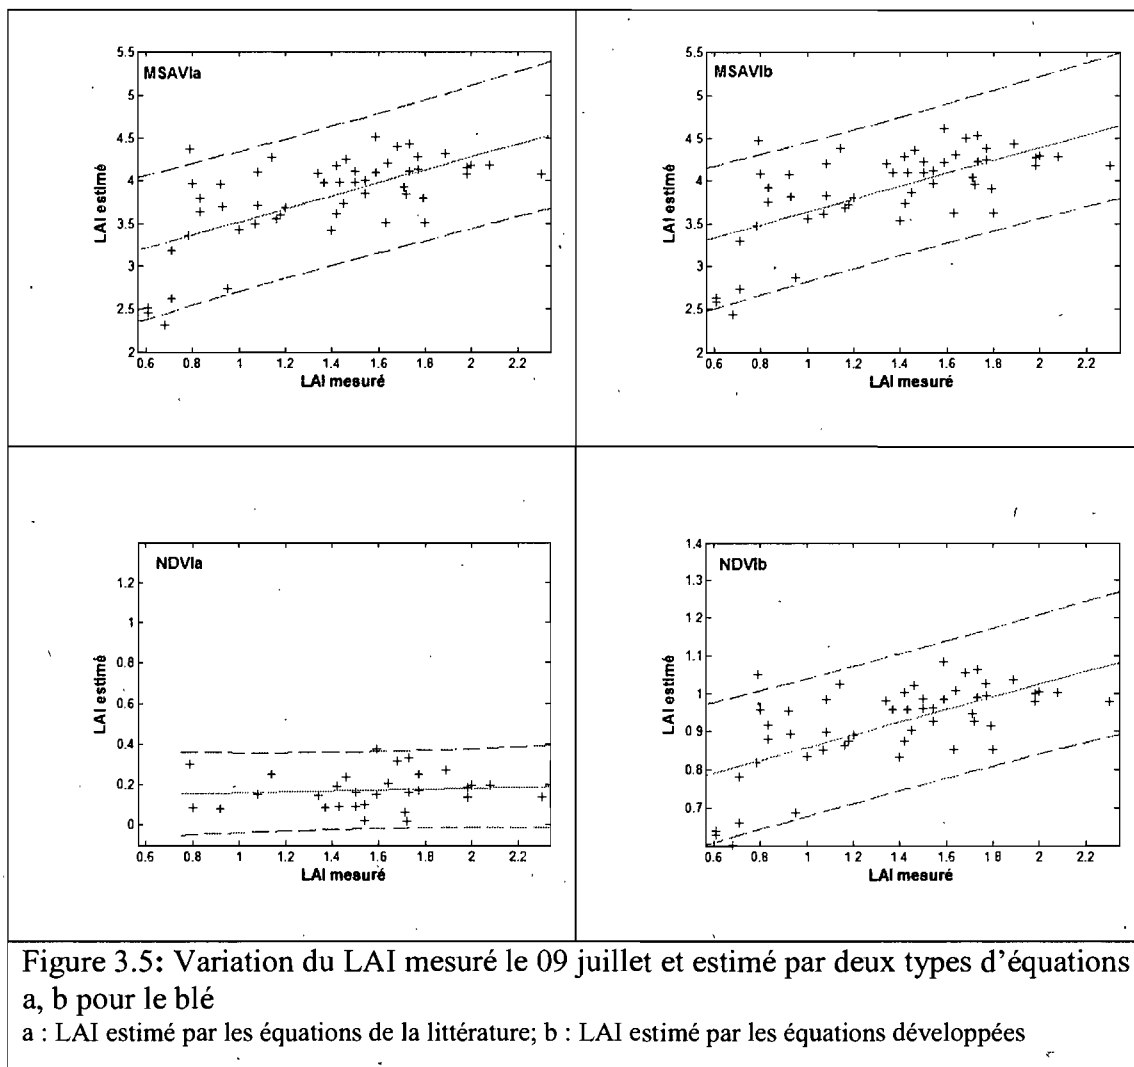 MSAVIa
5.5
5
4.5
4
3.5
3
2.5
2
LAI estimé
0.6 0.8 1 1.2 1.4 1.6 1.8 2 2.2
LAI mesuré
MSAVIb
5.5
5
4.5
4
3.5
3
2.5
2
LAI estimé
0.6 0.8 1 1.2 1.4 1.6 1.8 2 2.2
LAI mesuré
NDVIa
1.2
1
0.8
0.6
0.4
0.2
0
LAI estimé
0.6 0.8 1 1.2 1.4 1.6 1.8 2 2.2
LAI mesuré
NDVIb
1.4
1.3
1.2
1.1
1
0.9
0.8
0.7
LAI estimé
0.6 0.8 1 1.2 1.4 1.6 1.8 2 2.2
LAI mesuré
Figure 3.5: Variation du LAI mesuré le 09 juillet et estimé par deux types d'équations
a, b pour le blé
a : LAI estimé par les équations de la littérature; b : LAI estimé par les équations développées